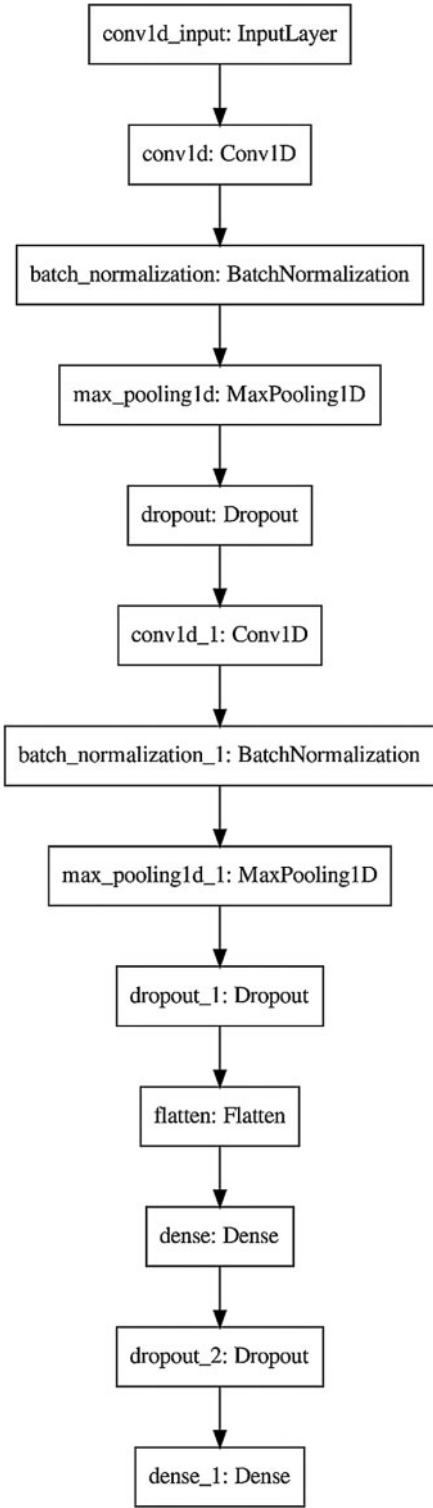 conv1d_input: InputLayer
conv1d: Conv1D
batch_normalization: BatchNormalization
max_pooling1d: MaxPooling1D
dropout: Dropout
conv1d_1: Conv1D
batch_normalization_1: BatchNormalization
max_pooling1d_1: MaxPooling1D
dropout_1: Dropout
flatten: Flatten
dense: Dense
dropout_2: Dropout
dense_1: Dense